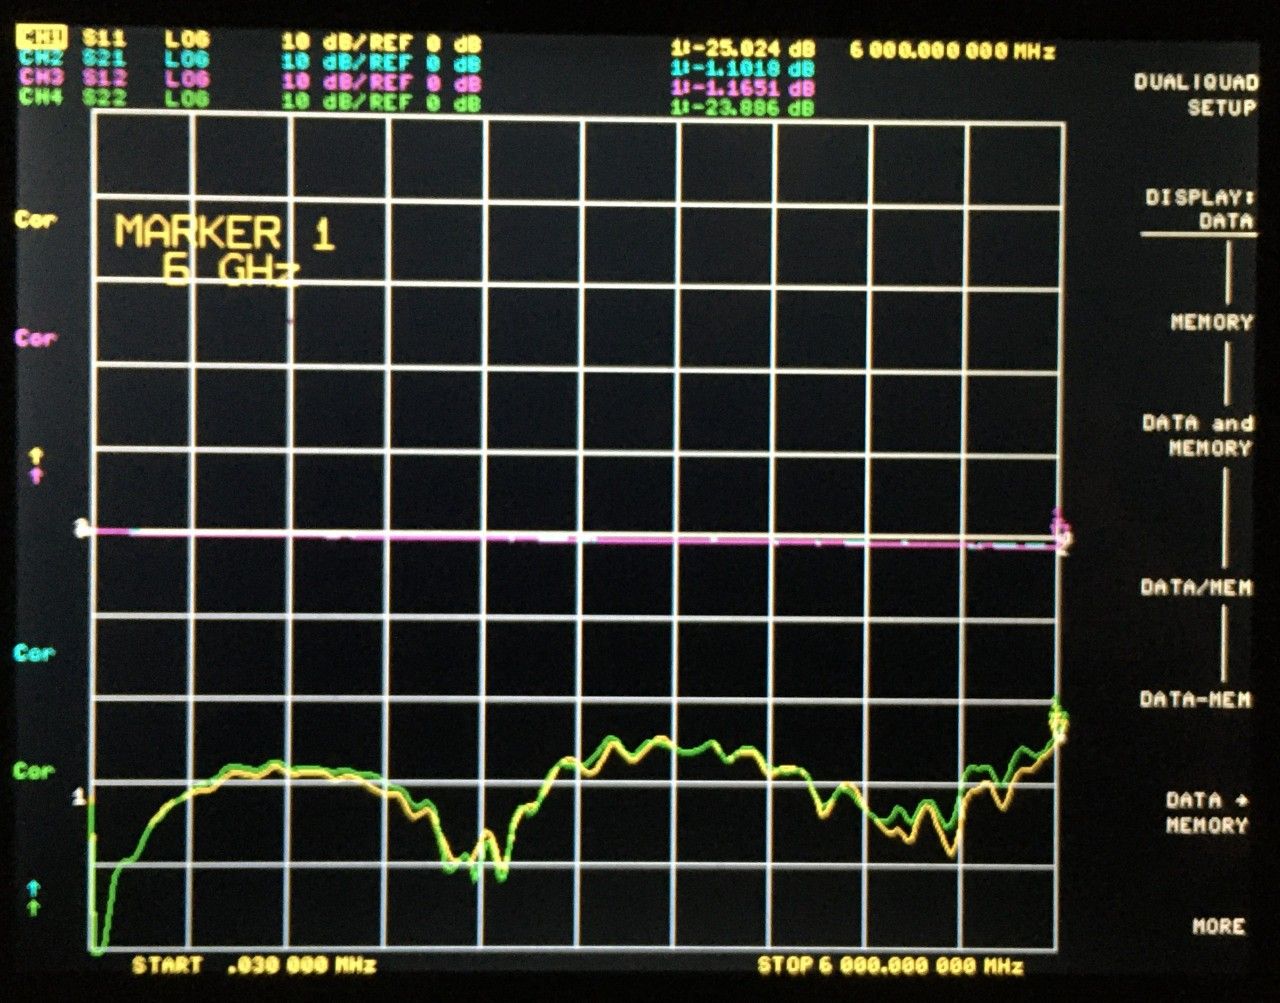 CH1 S11 LOG 10 dB/REF 0 dB 1:-25.024 dB 6 000.000 000 MHz
CH2 S21 LOG 10 dB/REF 0 dB 1:-1.1018 dB
CH3 S12 LOG 10 dB/REF 0 dB 1:-1.1651 dB
CH4 S22 LOG 10 dB/REF 0 dB 1:-23.886 dB
DUAL|QUAD
SETUP
DISPLAY:
DATA
Cor
MARKER 1
6 GHz
MEMORY
Cor
DATA and
MEMORY
DATA/MEM
Cor
DATA-MEM
Cor
1
DATA →
MEMORY
MORE
START .030 000 MHz
STOP 6 000.000 000 MHz